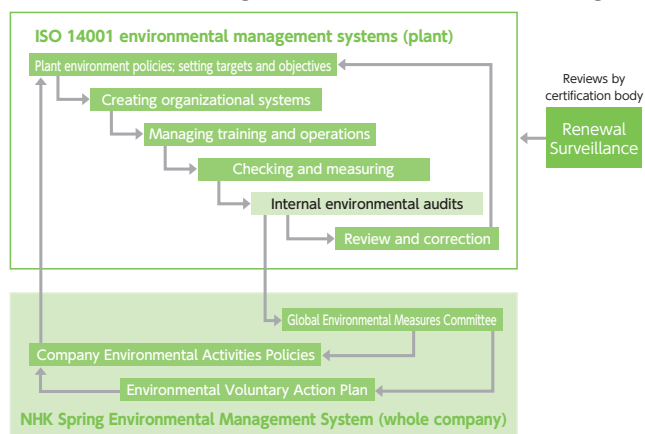 ISO 14001 environmental management systems (plant)
Plant environment policies; setting targets and objectives
Creating organizational systems
Managing training and operations
Checking and measuring
Internal environmental audits
Review and correction
Reviews by
certification body
Renewal
Surveillance
Global Environmental Measures Committee
Company Environmental Activities Policies
Environmental Voluntary Action Plan
NHK Spring Environmental Management System (whole company)